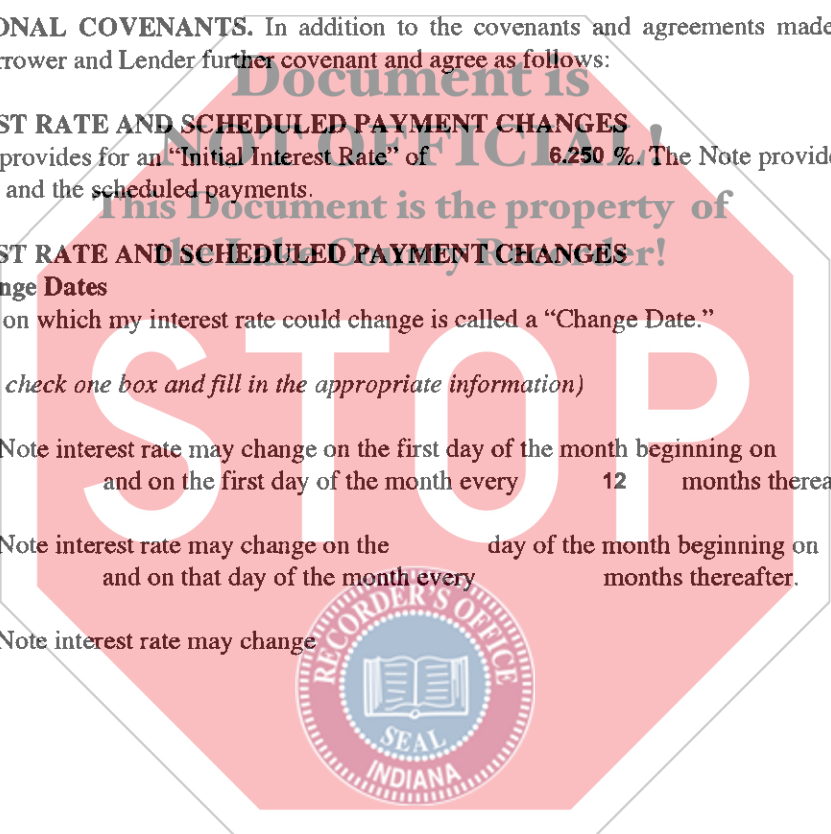 ONAL COVENANTS. In addition to the covenants and agreements made
rrower and Lender further covenant and agree as follows:
Document is
ST RATE AND SCHEDULED PAYMENT CHANGES
NOT OFFICIAL!
provides for an "Initial Interest Rate" of 6.250 %. The Note provide
and the scheduled payments.
This Document is the property of
ST RATE AND SCHEDULED PAYMENT CHANGES
the Lake County Recorder!
nge Dates
on which my interest rate could change is called a “Change Date.”
STOP
check one box and fill in the appropriate information)
Note interest rate may change on the first day of the month beginning on
and on the first day of the month every 12 months therea
Note interest rate may change on the day of the month beginning on
and on that day of the month every months thereafter.
Note interest rate may change
RECORDER'S OFFICE
SEAL
INDIANA